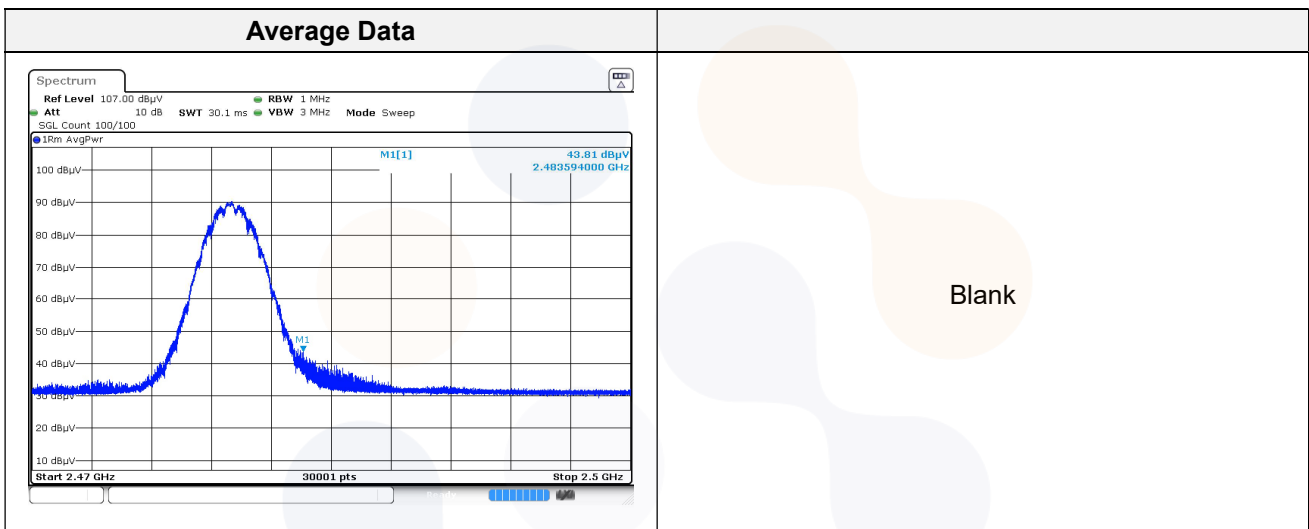 Average Data
Spectrum
Ref Level 107.00 dBµV RBW 1 MHz
Att 10 dB SWT 30.1 ms VBW 3 MHz Mode Sweep
SGL Count 100/100
1Rm AvgPwr
M1[1] 43.81 dBµV
2.483594000 GHz
100 dBµV
90 dBµV
80 dBµV
70 dBµV
60 dBµV
50 dBµV
M1
40 dBµV
30 dBµV
20 dBµV
10 dBµV
Start 2.47 GHz 30001 pts Stop 2.5 GHz
Blank